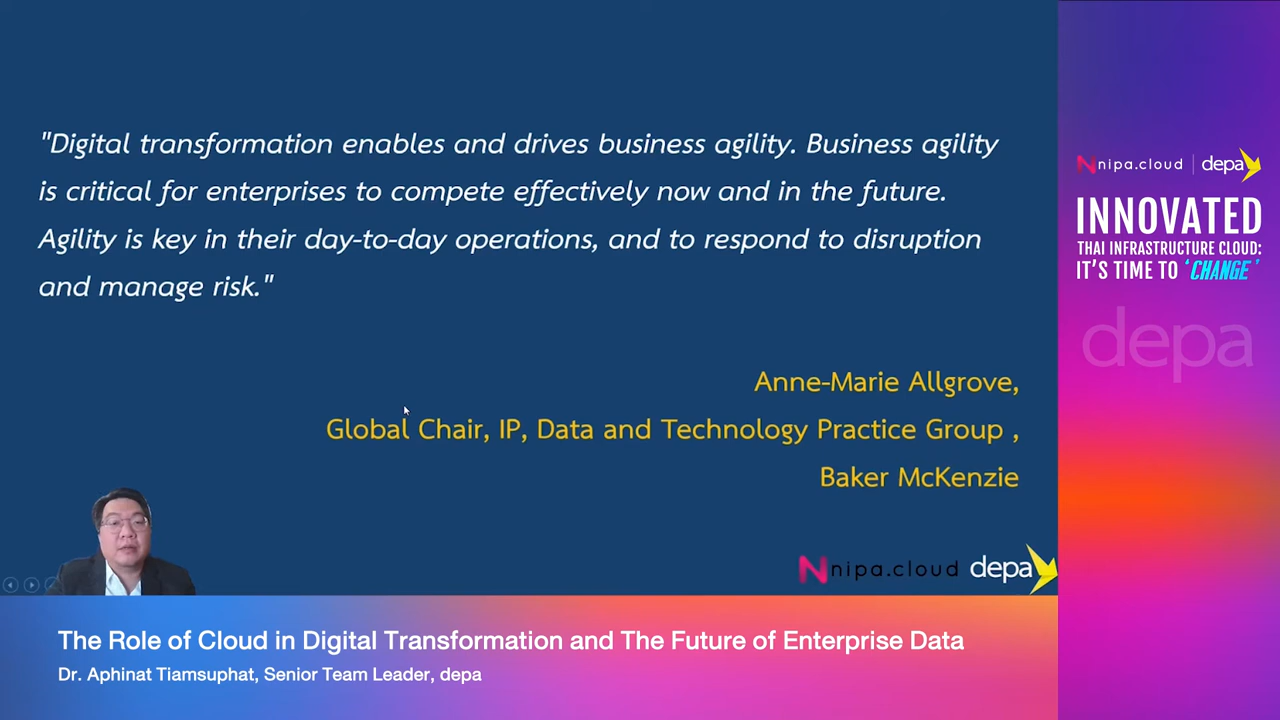 "Digital transformation enables and drives business agility. Business agility
is critical for enterprises to compete effectively now and in the future.
Agility is key in their day-to-day operations, and to respond to disruption
and manage risk."
Anne-Marie Allgrove,
Global Chair, IP, Data and Technology Practice Group ,
Baker McKenzie
nipa.cloud depa
The Role of Cloud in Digital Transformation and The Future of Enterprise Data
Dr. Aphinat Tiamsuphat, Senior Team Leader, depa
nipa.cloud | depa
INNOVATED
THAI INFRASTRUCTURE CLOUD:
IT'S TIME TO 'CHANGE'
depa